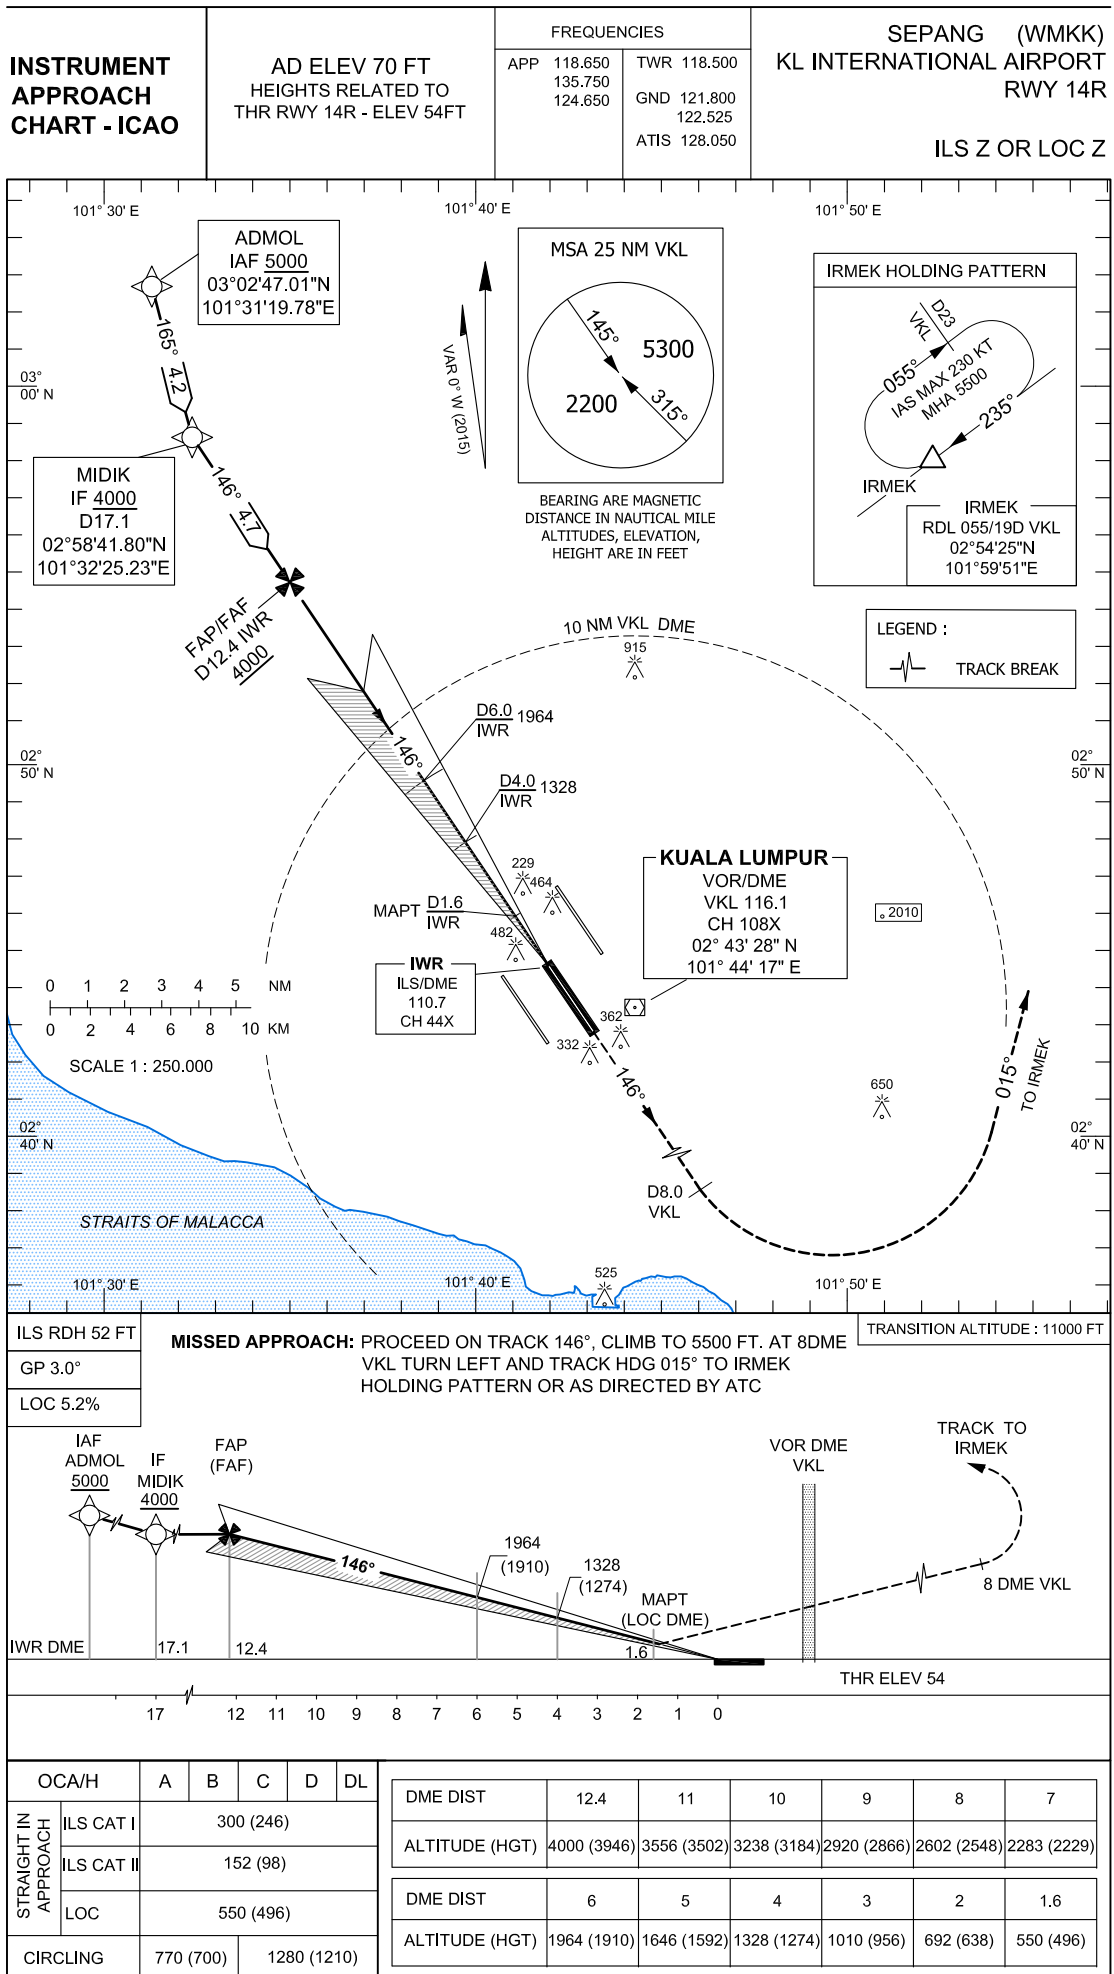 INSTRUMENT
APPROACH
CHART - ICAO
AD ELEV 70 FT
HEIGHTS RELATED TO
THR RWY 14R - ELEV 54FT
FREQUENCIES
APP 118.650
135.750
124.650
TWR 118.500
GND 121.800
122.525
ATIS 128.050
SEPANG (WMKK)
KL INTERNATIONAL AIRPORT
RWY 14R
ILS Z OR LOC Z
101° 30' E
101° 40' E
101° 50' E
ADMOL
IAF 5000
03°02'47.01"N
101°31'19.78"E
165° 4.2
03°
00' N
MIDIK
IF 4000
D17.1
02°58'41.80"N
101°32'25.23"E
146° 4.7
FAP/FAF
D12.4 IWR
4000
VAR 0° W (2015)
MSA 25 NM VKL
145°
5300
2200
315°
BEARING ARE MAGNETIC
DISTANCE IN NAUTICAL MILE
ALTITUDES, ELEVATION,
HEIGHT ARE IN FEET
IRMEK HOLDING PATTERN
D23
VKL
055°
IAS MAX 230 KT
MHA 5500
235°
IRMEK
IRMEK
RDL 055/19D VKL
02°54'25"N
101°59'51"E
LEGEND :
TRACK BREAK
10 NM VKL DME
915
D6.0 1964
IWR
146°
02°
50' N
02°
50' N
D4.0 1328
IWR
229
464
MAPT D1.6
IWR
482
IWR
ILS/DME
110.7
CH 44X
KUALA LUMPUR
VOR/DME
VKL 116.1
CH 108X
02° 43' 28" N
101° 44' 17" E
2010
0 1 2 3 4 5 NM
0 2 4 6 8 10 KM
SCALE 1 : 250.000
362
332
146°
650
015°
TO IRMEK
02°
40' N
02°
40' N
D8.0
VKL
STRAITS OF MALACCA
525
101° 30' E
101° 40' E
101° 50' E
ILS RDH 52 FT
GP 3.0°
LOC 5.2%
MISSED APPROACH: PROCEED ON TRACK 146°, CLIMB TO 5500 FT. AT 8DME
VKL TURN LEFT AND TRACK HDG 015° TO IRMEK
HOLDING PATTERN OR AS DIRECTED BY ATC
TRANSITION ALTITUDE : 11000 FT
IAF
ADMOL
5000
IF
MIDIK
4000
FAP
(FAF)
146°
1964
(1910)
1328
(1274)
MAPT
(LOC DME)
VOR DME
VKL
TRACK TO
IRMEK
8 DME VKL
IWR DME
17.1
12.4
1.6
THR ELEV 54
17 12 11 10 9 8 7 6 5 4 3 2 1 0
OCA/H A B C D DL
STRAIGHT IN
APPROACH
ILS CAT I 300 (246)
ILS CAT II 152 (98)
LOC 550 (496)
CIRCLING 770 (700) 1280 (1210)
DME DIST 12.4 11 10 9 8 7
ALTITUDE (HGT) 4000 (3946) 3556 (3502) 3238 (3184) 2920 (2866) 2602 (2548) 2283 (2229)
DME DIST 6 5 4 3 2 1.6
ALTITUDE (HGT) 1964 (1910) 1646 (1592) 1328 (1274) 1010 (956) 692 (638) 550 (496)